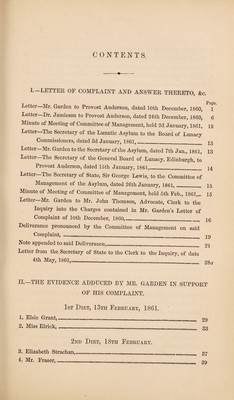 CONTENTS.
I.—LETTER OF COMPLAINT AND ANSWER THERETO, &c.
Page.
Letter—Mr. Garden to Provost Anderson, dated 10th December, 1860, 1
Letter—Dr. Jamieson to Provost Anderson, dated 24th December, 1860, 6
Minute of Meeting of Committee of Management, held 3d January, 1861, 12
Letter—The Secretary of the Lunatic Asylum to the Board of Lunacy
Commissioners, dated 3d January, 1861, 13
Letter—Mr. Garden to the Secretary of the Asylum, dated 7th Jan., 1861, 13
Letter—The Secretary of the General Board of Lunacy, Edinburgh, to
Provost Anderson, dated 15th January, 1861, 14
Letter—The Secretary of State, Sir George Lewis, to the Committee of
Management of the Asylum, dated 26th January, 1861, 15
Minute of Meeting of Committee of Management, held 5th Feb., 1861, 15
Letter—Mr. Garden to Mr. John Thomson, Advocate, Clerk to the
Inquiry into the Charges contained in Mr. Garden's Letter of
Complaint of 10th December, 1860, 16
Deliverance pronounced by the Committee of Management on said
Complaint, 19
Note appended to said Deliverance, 21
Letter from the Secretary of State to the Clerk to the Inquiry, of date
4th May, 1861, 28a
II.—THE EVIDENCE ADDUCED BY MR. GARDEN IN SUPPORT
OF HIS COMPLAINT.
1st Diet, 15th February, 1861.
1. Elsie Grant, 29
2. Miss Elrick, 33
2nd Diet, 18th February.
3. Elizabeth Strachan, 37
4. Mr. Fraser, 39